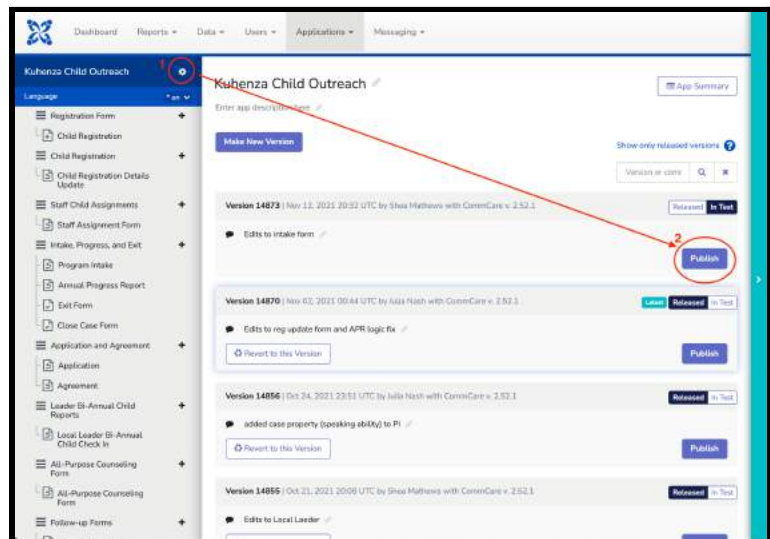 Dashboard Reports Data Users Applications Messaging
Kuhenza Child Outreach
1
Language
en
Registration Form
Child Registration
Child Registration
Child Registration Details
Update
Staff Child Assignments
Staff Assignment Form
Intake, Progress, and Exit
Program Intake
Annual Progress Report
Exit Form
Close Case Form
Application and Agreement
Application
Agreement
Leader Bi-Annual Child
Reports
Local Leader Bi-Annual
Child Check In
All-Purpose Counseling
Form
All-Purpose Counseling
Form
Follow-up Forms
Kuhenza Child Outreach
App Summary
Enter app description here
Make New Version
Show only released versions
Version or comm
Version 14873 | Nov 12, 2021 20:32 UTC by Shea Mathews with CommCare v. 2.52.1
Released In Test
Edits to intake form
2
Publish
Version 14870 | Nov 02, 2021 00:44 UTC by Julia Nash with CommCare v. 2.52.1
Latest Released In Test
Edits to reg update form and APR logic fix
Revert to this Version
Publish
Version 14856 | Oct 24, 2021 23:51 UTC by Julia Nash with CommCare v. 2.52.1
Released In Test
added case property (speaking ability) to PI
Revert to this Version
Publish
Version 14855 | Oct 21, 2021 20:08 UTC by Shea Mathews with CommCare v. 2.52.1
Released In Test
Edits to Local Leader